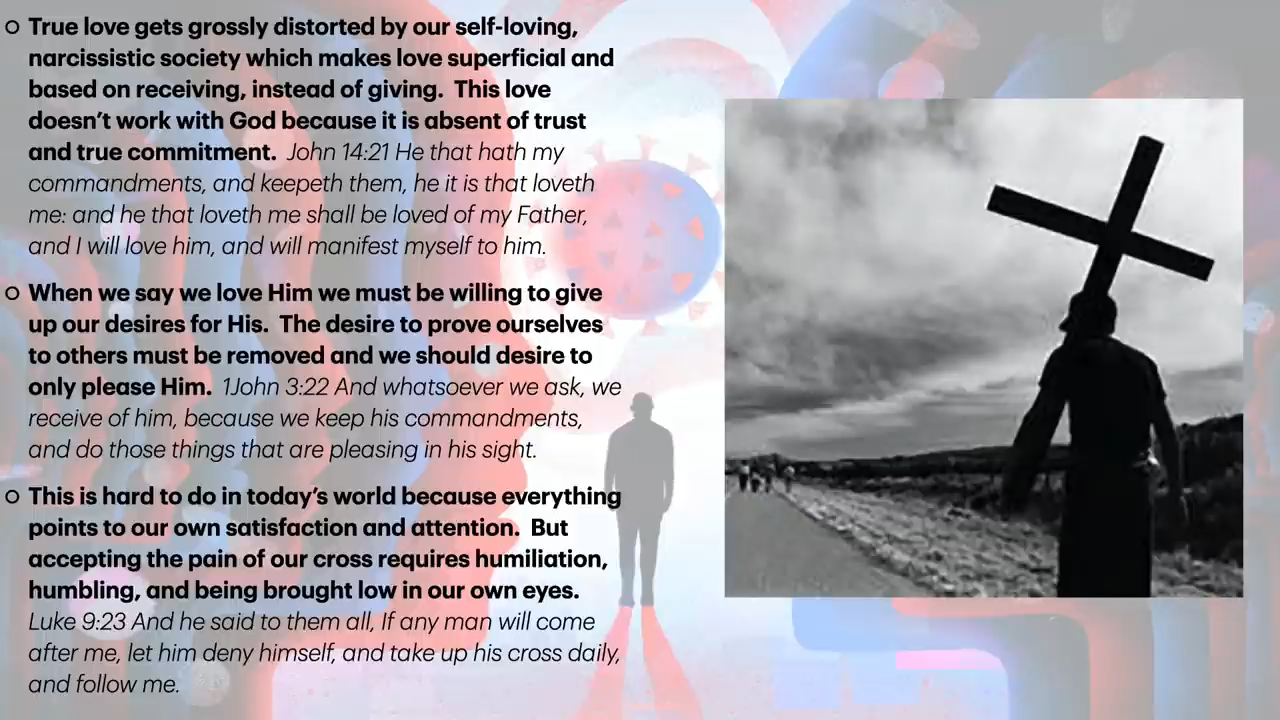 True love gets grossly distorted by our self-loving,
narcissistic society which makes love superficial and
based on receiving, instead of giving.  This love
doesn’t work with God because it is absent of trust
and true commitment.  John 14:21 He that hath my
commandments, and keepeth them, he it is that loveth
me: and he that loveth me shall be loved of my Father,
and I will love him, and will manifest myself to him.
When we say we love Him we must be willing to give
up our desires for His.  The desire to prove ourselves
to others must be removed and we should desire to
only please Him.  1John 3:22 And whatsoever we ask, we
receive of him, because we keep his commandments,
and do those things that are pleasing in his sight.
This is hard to do in today’s world because everything
points to our own satisfaction and attention.  But
accepting the pain of our cross requires humiliation,
humbling, and being brought low in our own eyes.
Luke 9:23 And he said to them all, If any man will come
after me, let him deny himself, and take up his cross daily,
and follow me.